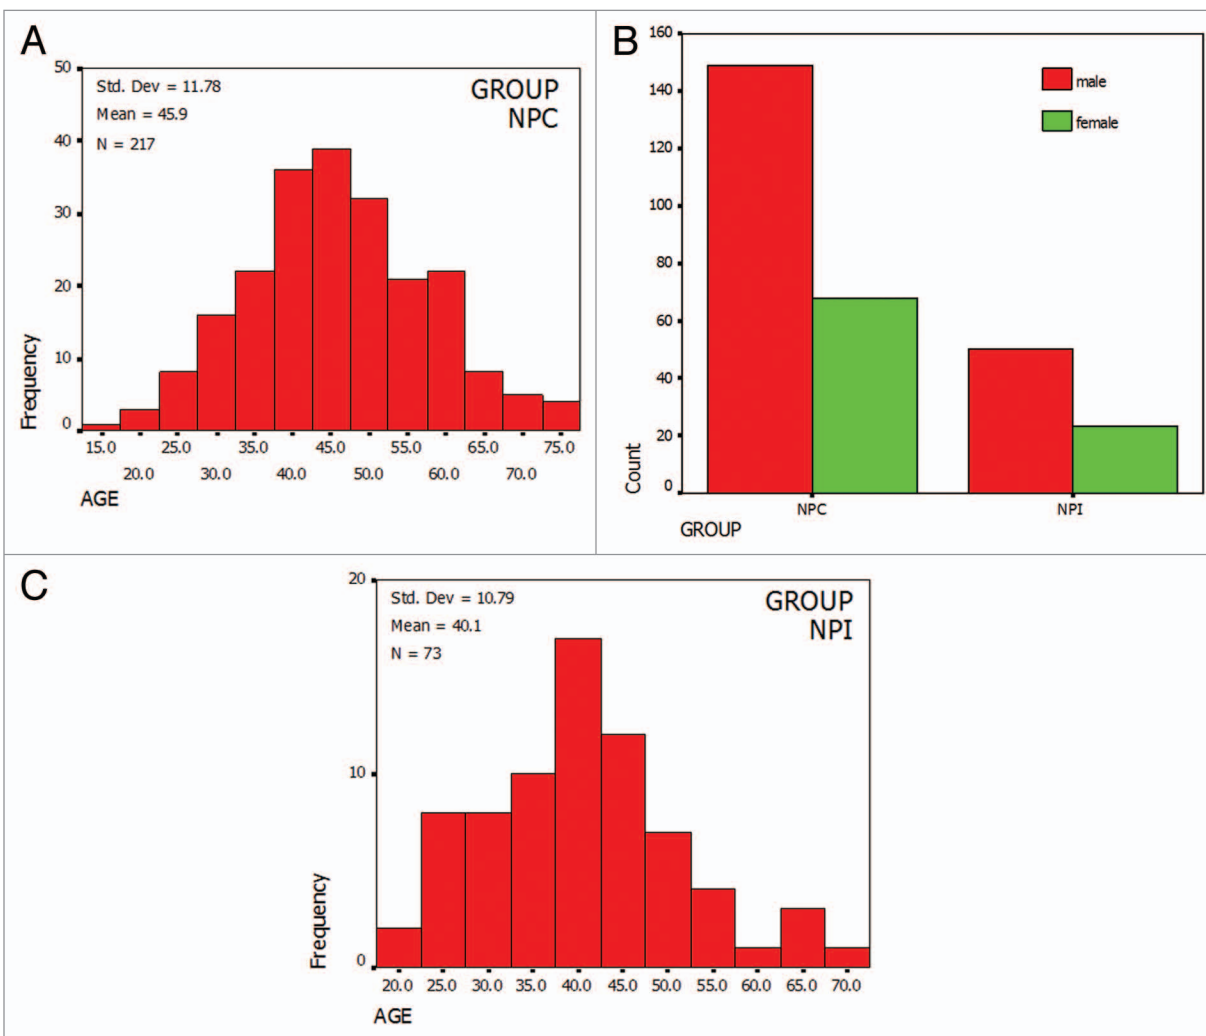 A
Std. Dev = 11.78
Mean = 45.9
N = 217
GROUP
NPC
50
40
30
20
10
0
Frequency
15.0 25.0 35.0 45.0 55.0 65.0 75.0
20.0 30.0 40.0 50.0 60.0 70.0
AGE
B
160
140
120
100
80
60
40
20
0
Count
male
female
NPC NPI
GROUP
C
Std. Dev = 10.79
Mean = 40.1
N = 73
GROUP
NPI
20
10
0
Frequency
20.0 25.0 30.0 35.0 40.0 45.0 50.0 55.0 60.0 65.0 70.0
AGE